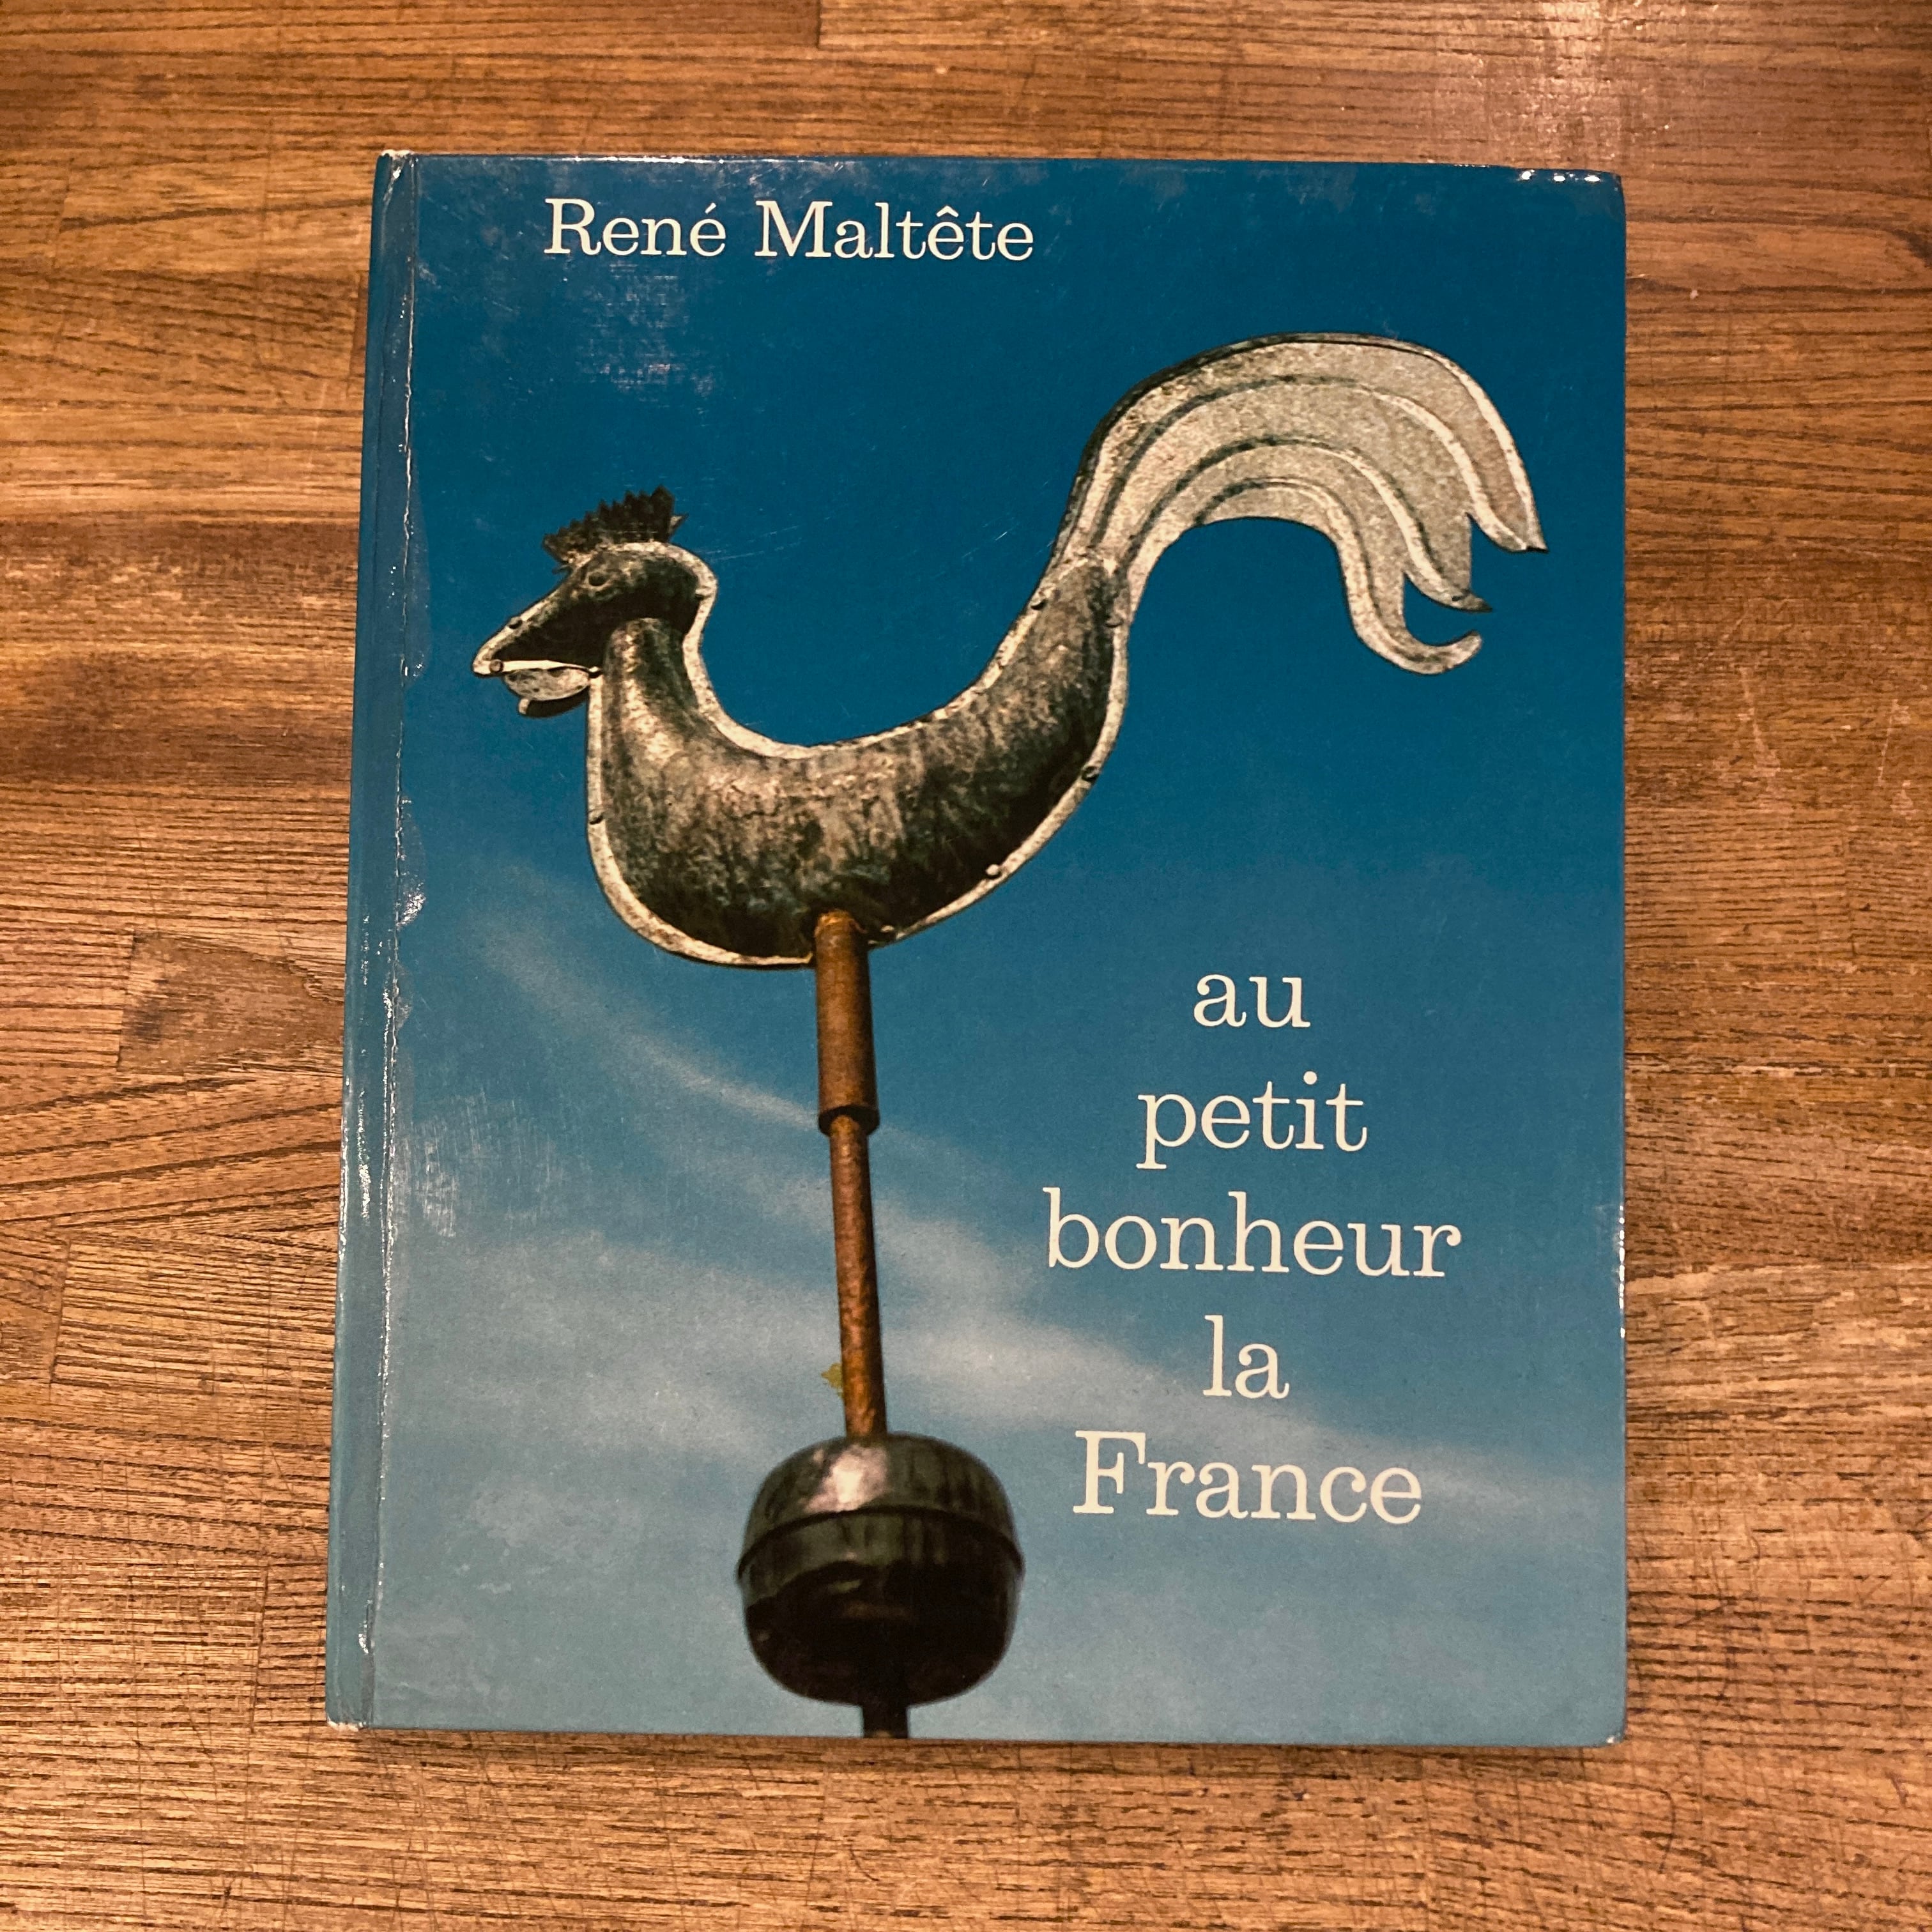 René Maltête
au
petit
bonheur
la
France